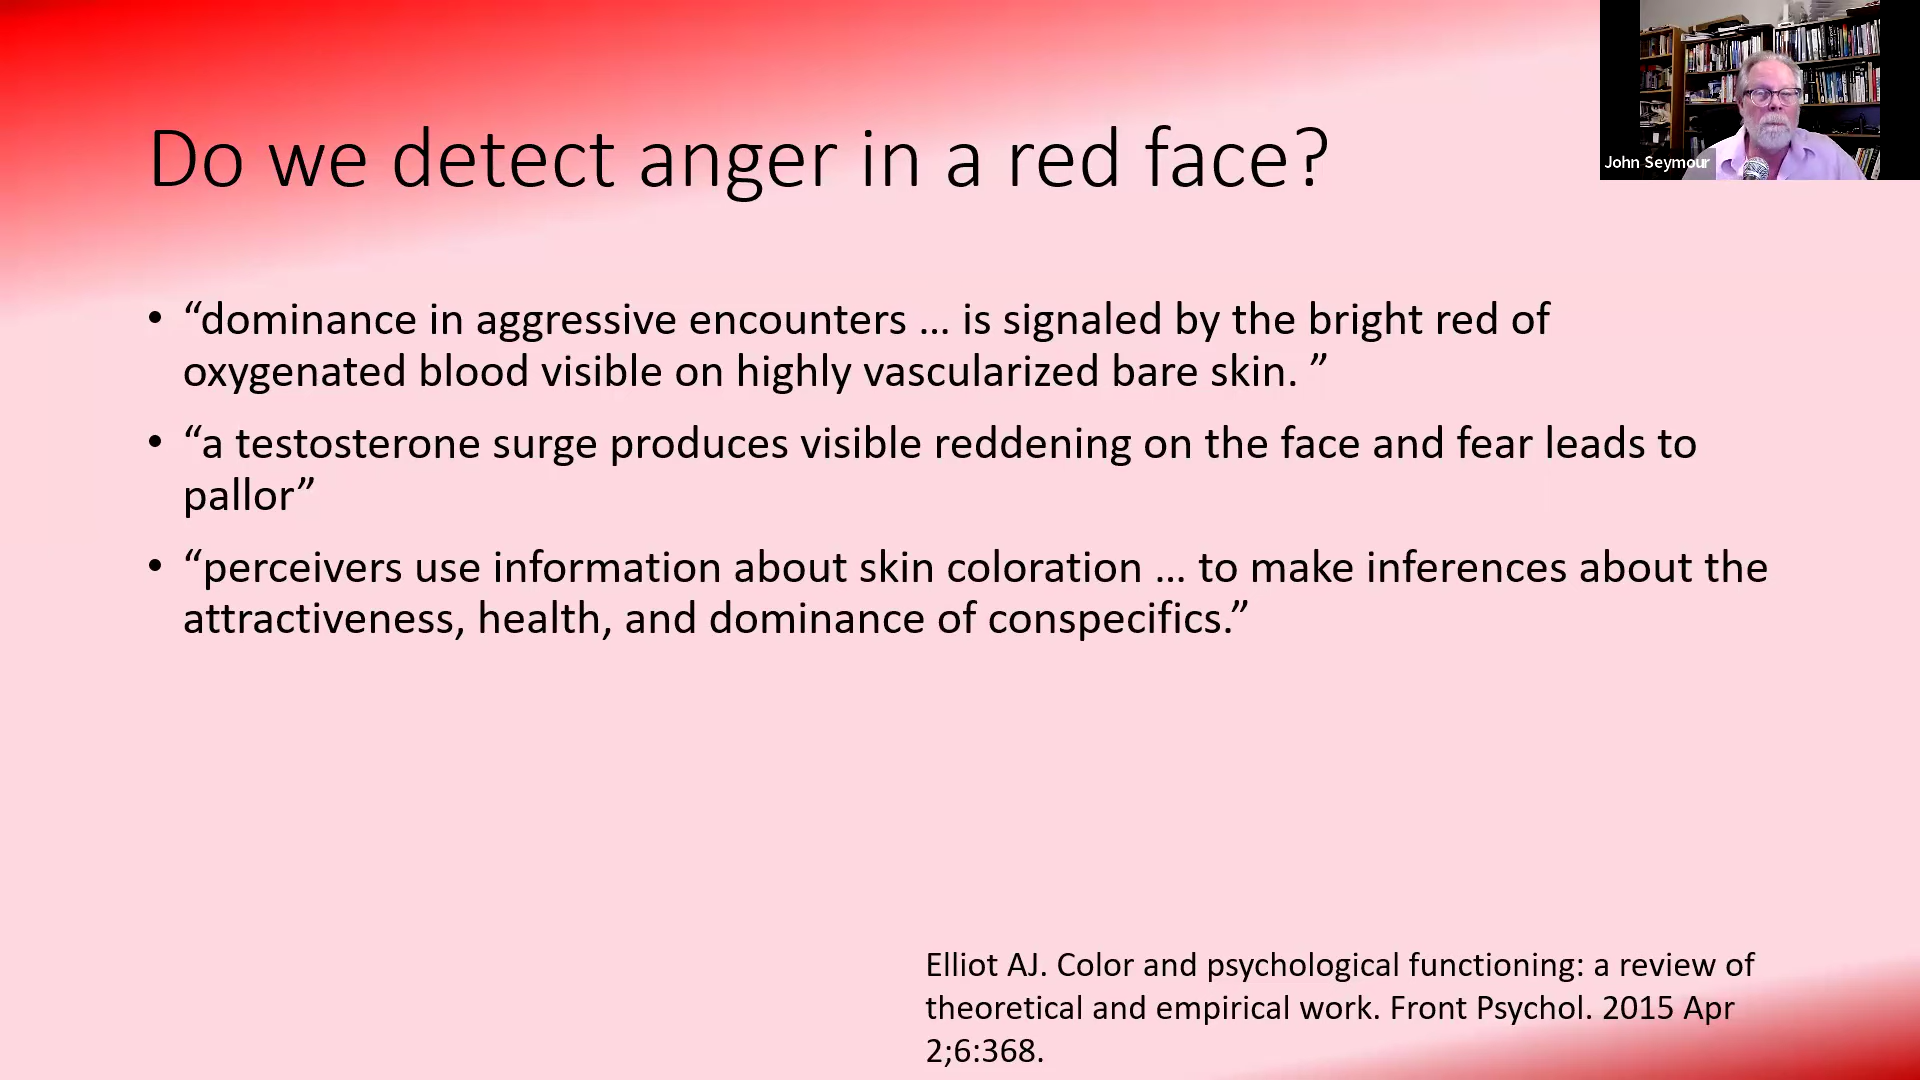 Do we detect anger in a red face?
John Seymour
• “dominance in aggressive encounters … is signaled by the bright red of
oxygenated blood visible on highly vascularized bare skin. ”
• “a testosterone surge produces visible reddening on the face and fear leads to
pallor”
• “perceivers use information about skin coloration … to make inferences about the
attractiveness, health, and dominance of conspecifics.”
Elliot AJ. Color and psychological functioning: a review of
theoretical and empirical work. Front Psychol. 2015 Apr
2;6:368.